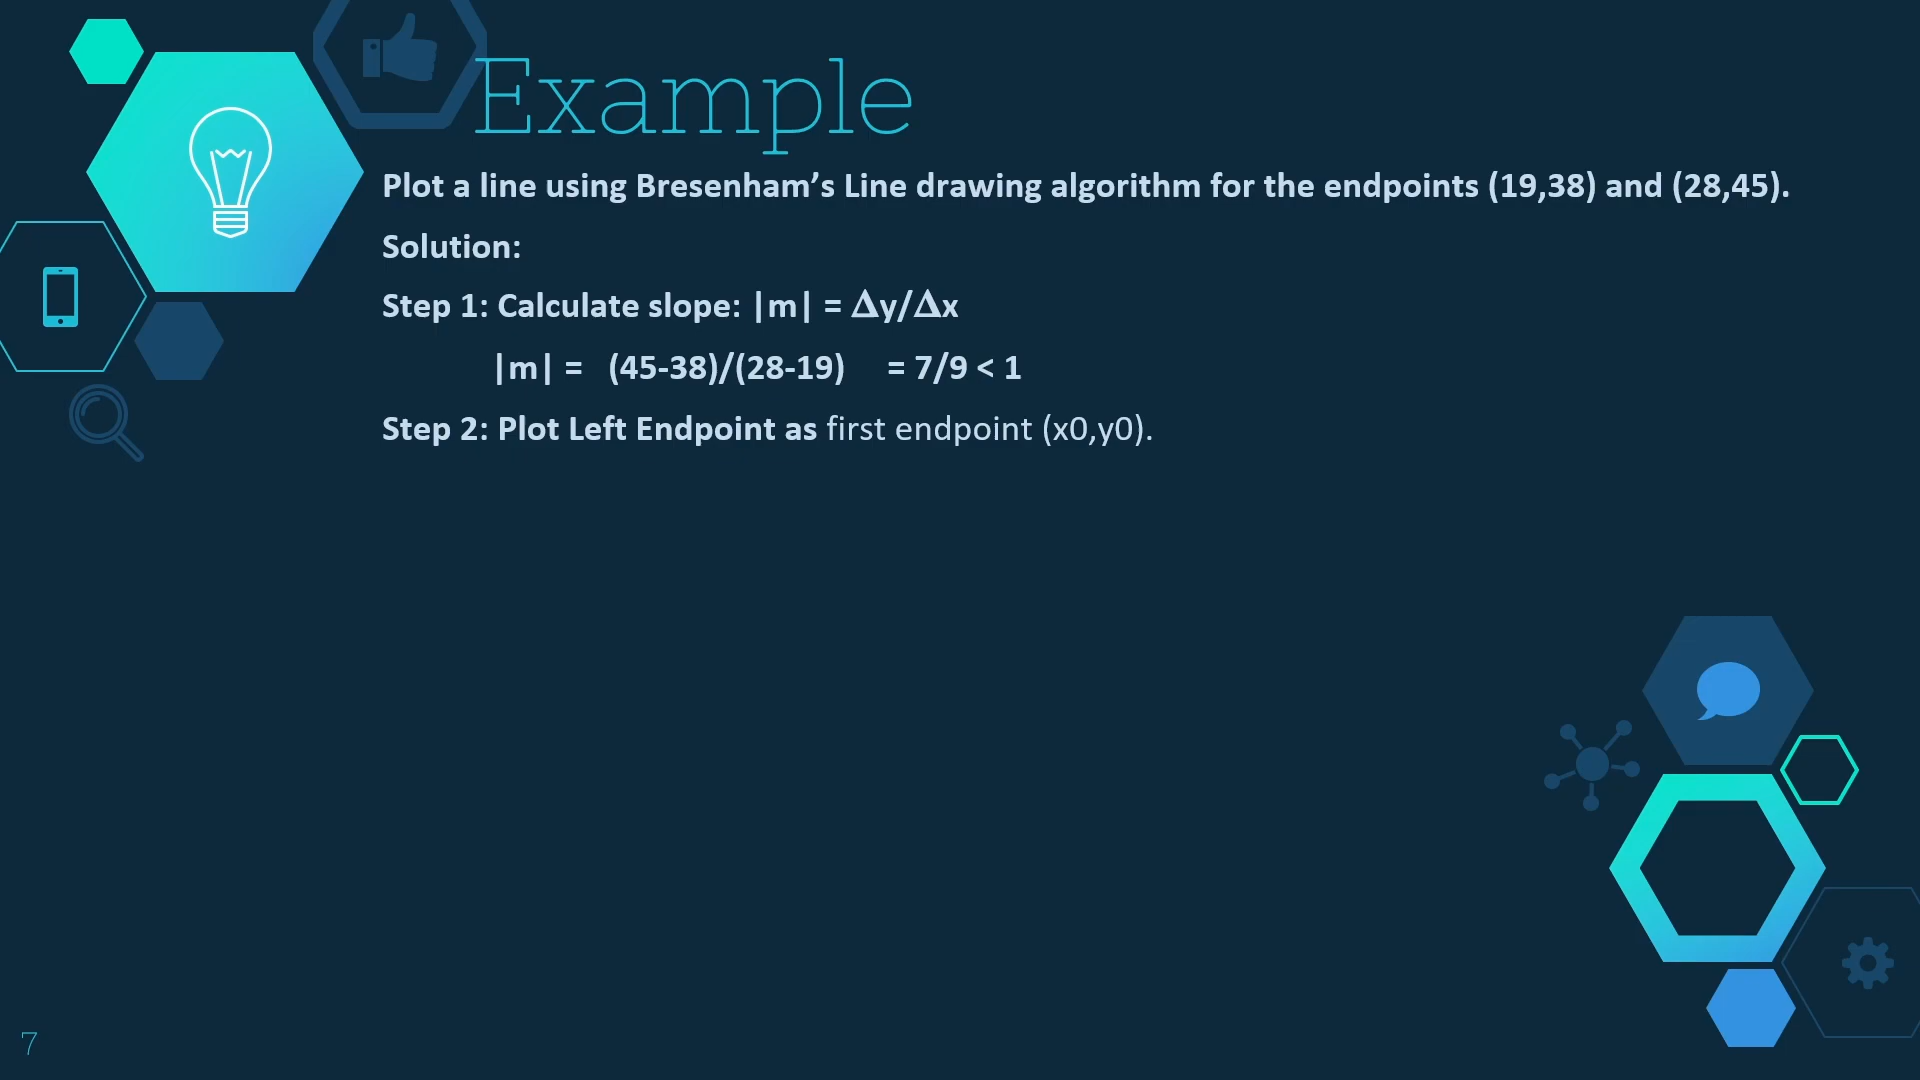 Example
Plot a line using Bresenham’s Line drawing algorithm for the endpoints (19,38) and (28,45).
Solution:
Step 1: Calculate slope: |m| = Δy/Δx
|m| = (45-38)/(28-19) = 7/9 < 1
Step 2: Plot Left Endpoint as first endpoint (x0,y0).
7